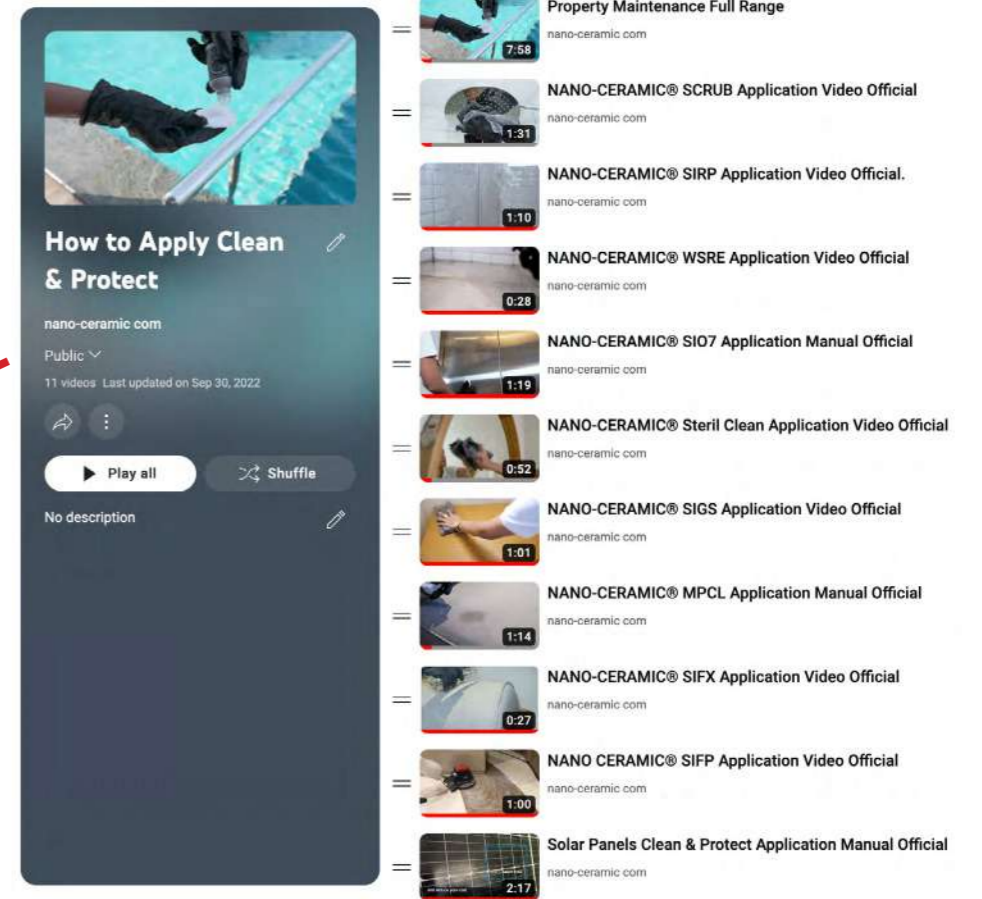 How to Apply Clean
& Protect
nano-ceramic com
Public
11 videos Last updated on Sep 30, 2022
Play all
Shuffle
No description
Property Maintenance Full Range
nano-ceramic com
7:58
NANO-CERAMIC® SCRUB Application Video Official
nano-ceramic com
1:31
NANO-CERAMIC® SIRP Application Video Official.
nano-ceramic com
1:10
NANO-CERAMIC® WSRE Application Video Official
nano-ceramic com
0:28
NANO-CERAMIC® SIO7 Application Manual Official
nano-ceramic com
1:19
NANO-CERAMIC® Steril Clean Application Video Official
nano-ceramic com
0:52
NANO-CERAMIC® SIGS Application Video Official
nano-ceramic com
1:01
NANO-CERAMIC® MPCL Application Manual Official
nano-ceramic com
1:14
NANO-CERAMIC® SIFX Application Video Official
nano-ceramic com
0:27
NANO CERAMIC® SIFP Application Video Official
nano-ceramic com
1:00
Solar Panels Clean & Protect Application Manual Official
nano-ceramic com
2:17